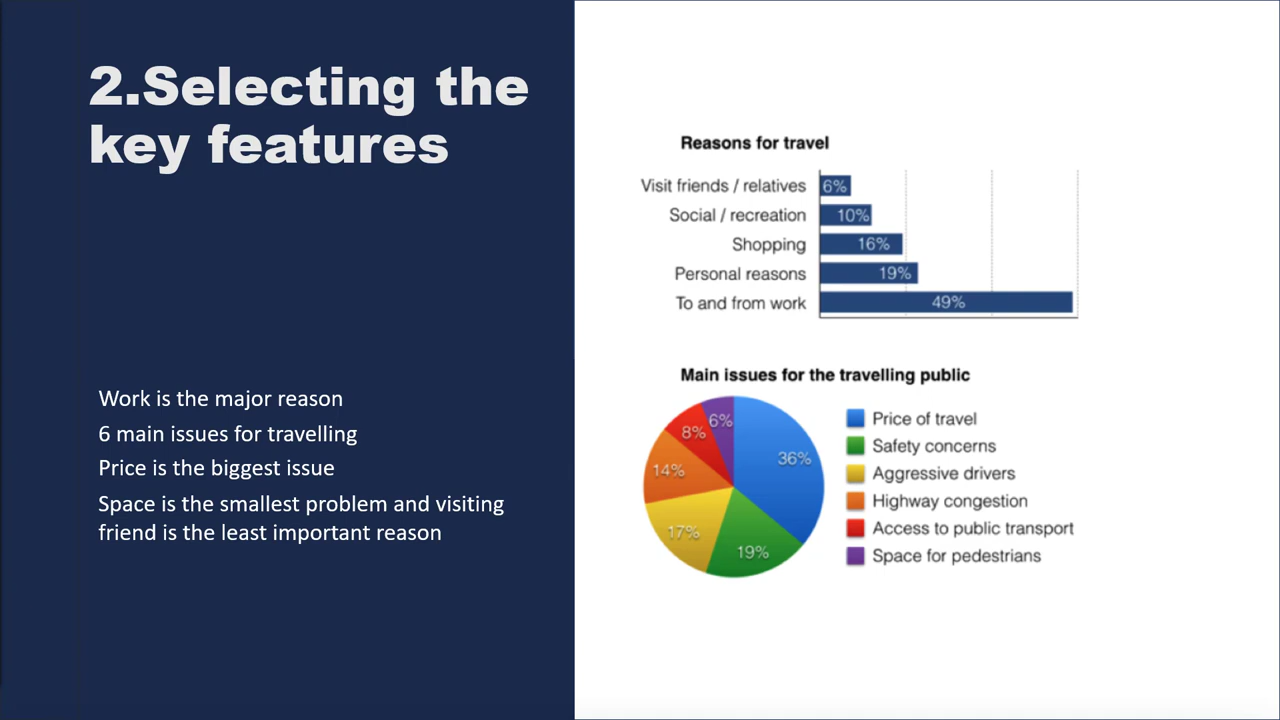 2.Selecting the
key features
Work is the major reason
6 main issues for travelling
Price is the biggest issue
Space is the smallest problem and visiting
friend is the least important reason
Reasons for travel
Visit friends / relatives 6%
Social / recreation 10%
Shopping 16%
Personal reasons 19%
To and from work 49%
Main issues for the travelling public
36%
19%
17%
14%
8%
6%
Price of travel
Safety concerns
Aggressive drivers
Highway congestion
Access to public transport
Space for pedestrians